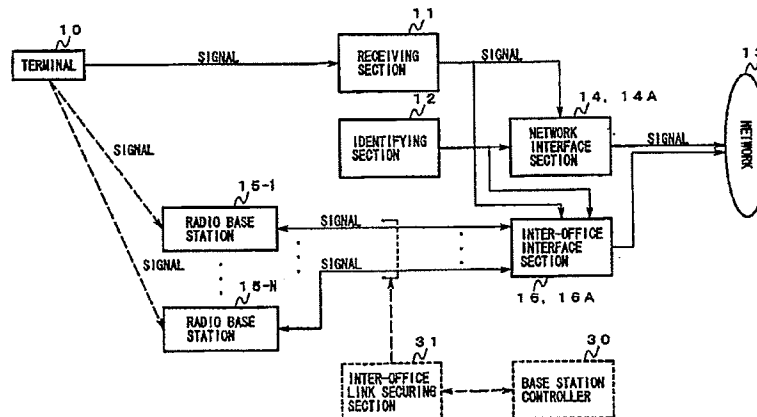 10
TERMINAL
SIGNAL
11
RECEIVING
SECTION
SIGNAL
12
IDENTIFYING
SECTION
14, 14A
NETWORK
INTERFACE
SECTION
SIGNAL
13
NETWORK
SIGNAL
SIGNAL
15-1
RADIO BASE
STATION
SIGNAL
15-N
RADIO BASE
STATION
SIGNAL
INTER-OFFICE
INTERFACE
SECTION
16, 16A
31
INTER-OFFICE
LINK SECURING
SECTION
30
BASE STATION
CONTROLLER